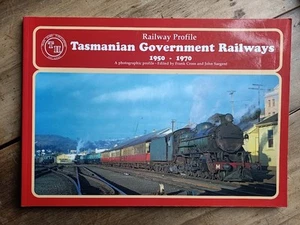 Railway Profile
Tasmanian Government Railways
1950 - 1970
A photographic profile - Edited by Frank Cross and John Sargent